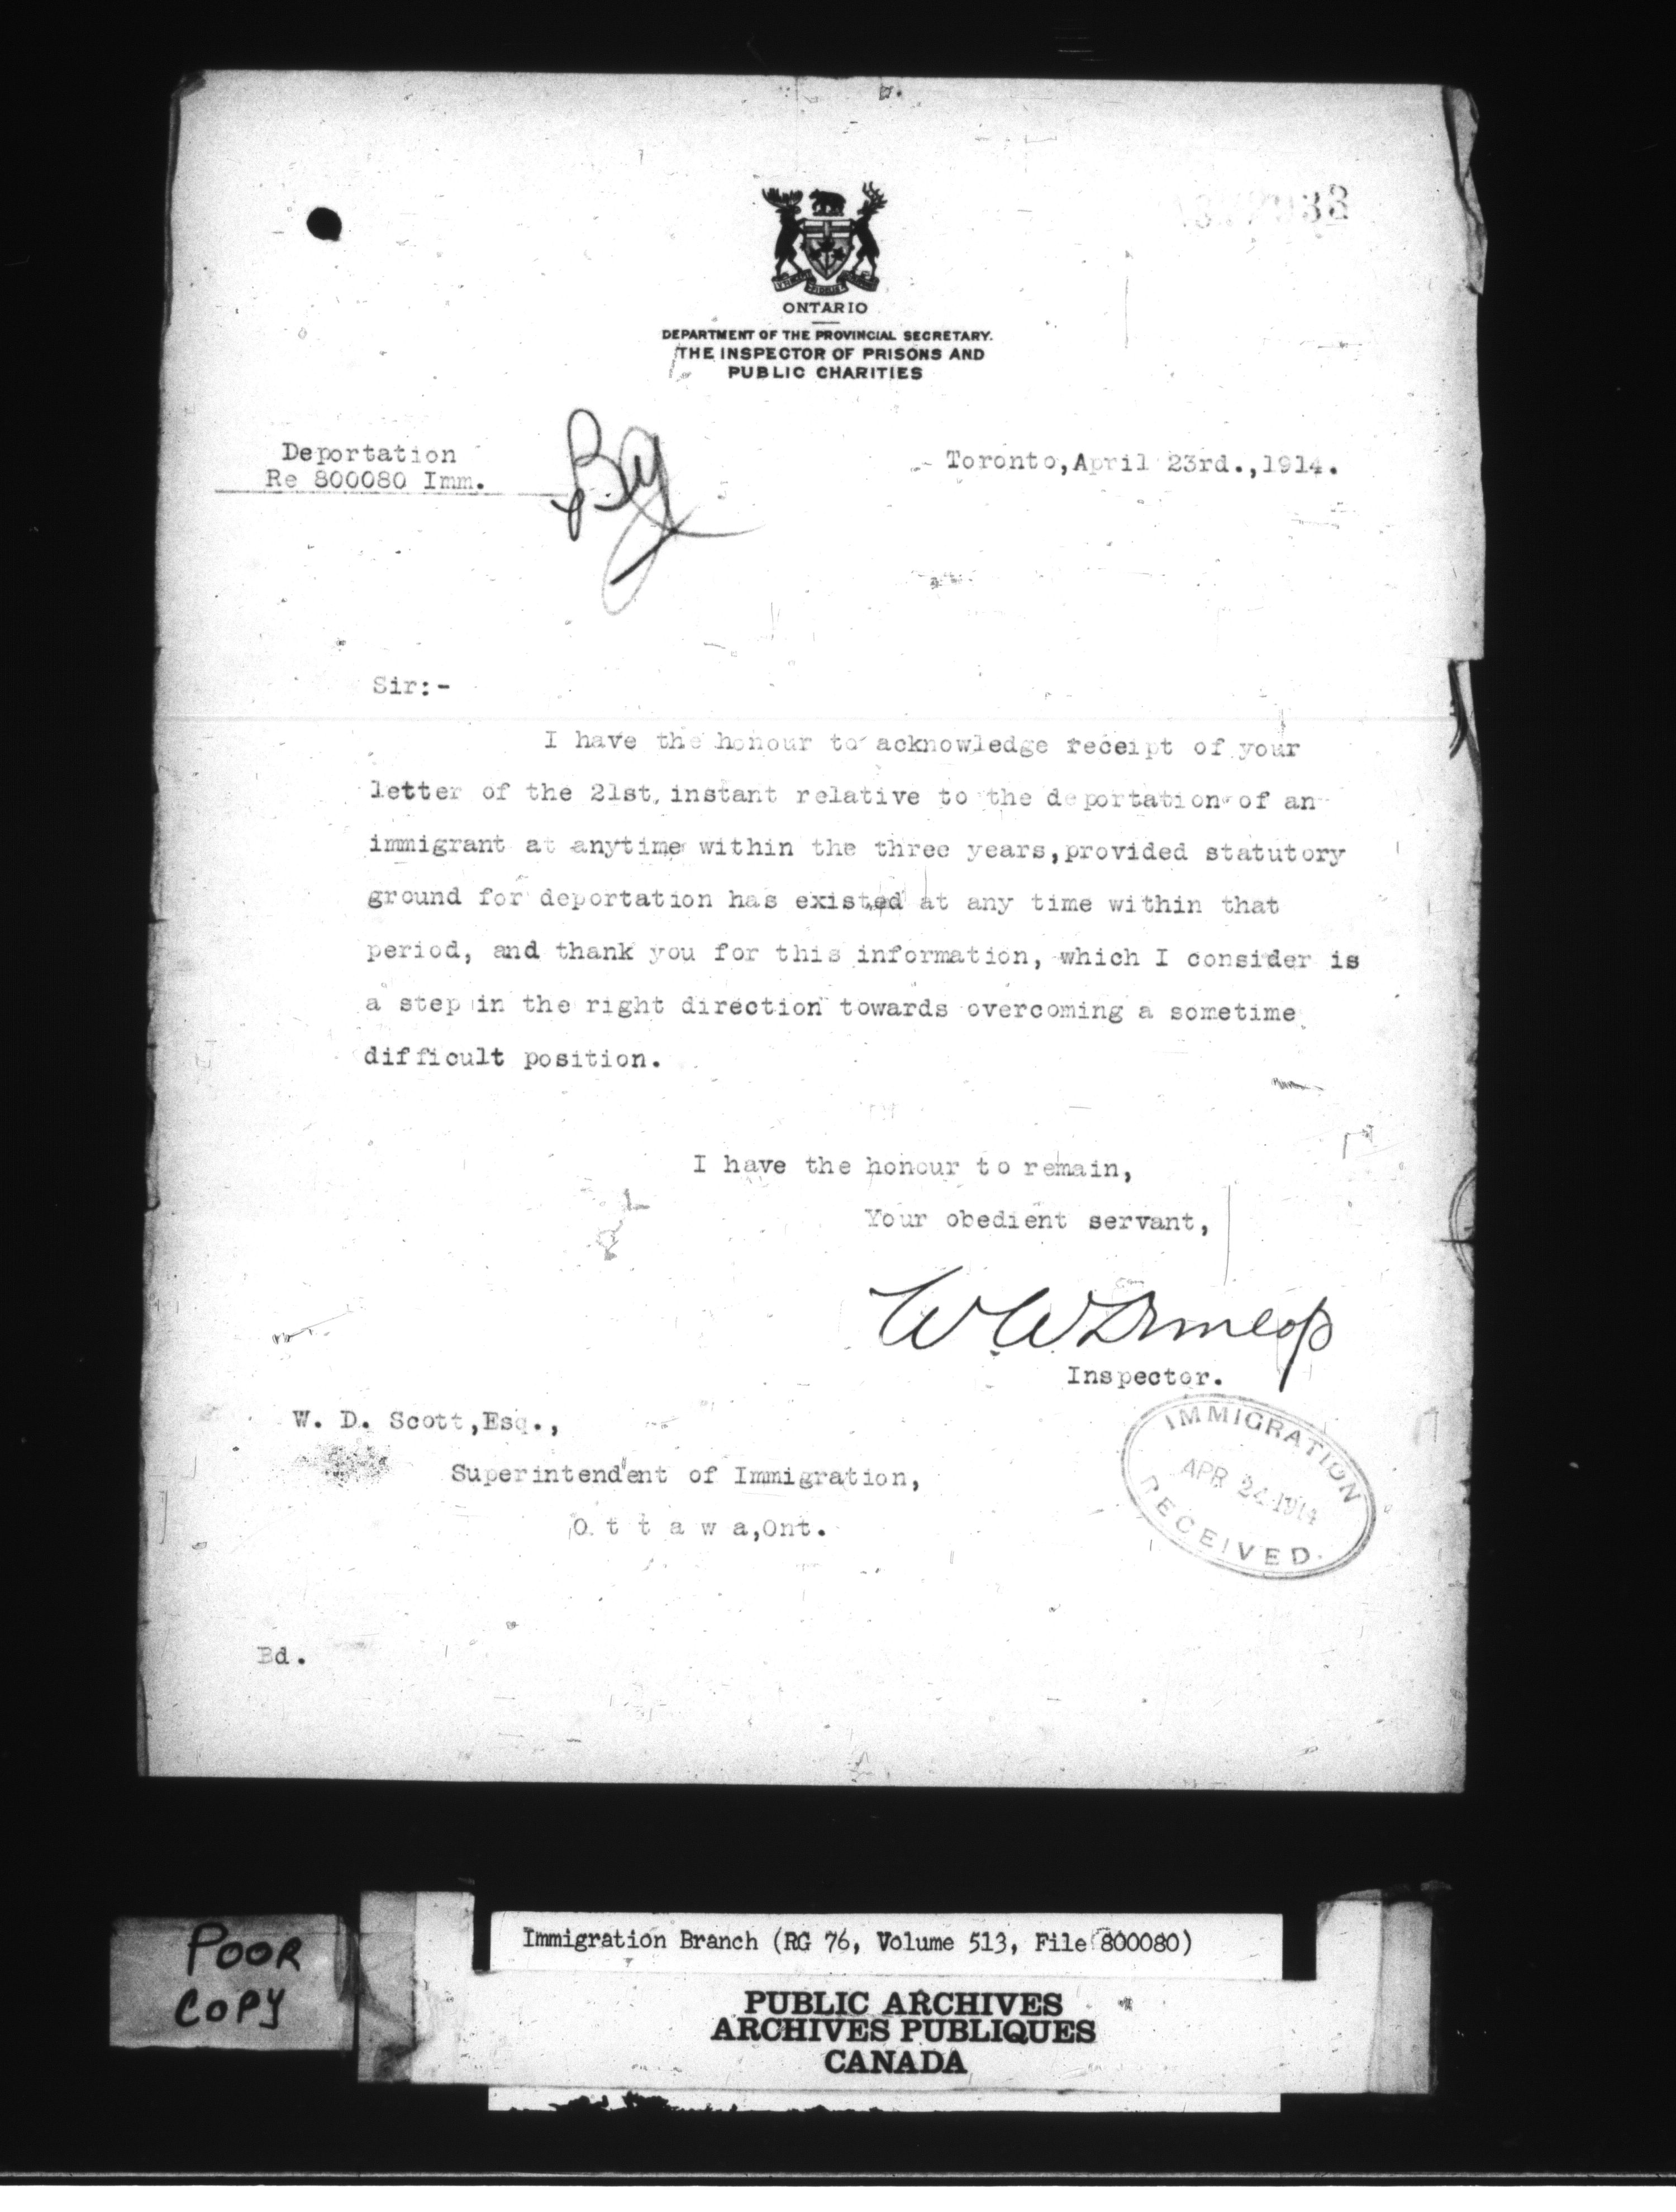 ONTARIO
DEPARTMENT OF THE PROVINCIAL SECRETARY.
THE INSPECTOR OF PRISONS AND
PUBLIC CHARITIES
Deportation
Re 800080 Imm.
Toronto,April 23rd.,1914.
Sir:-
I have the honour to acknowledge receipt of your
letter of the 21st, instant relative to the deportation of an
immigrant at anytime within the three years,provided statutory
ground for deportation has existed at any time within that
period, and thank you for this information, which I consider is
a step in the right direction towards overcoming a sometime
difficult position.
I have the honour to remain,
Your obedient servant,
W W Dunlop
Inspector.
W. D. Scott,Esq.,
Superintendent of Immigration,
O t t a w a,Ont.
IMMIGRATION
APR 24 1914
RECEIVED.
Bd.
POOR
COPY
Immigration Branch (RG 76, Volume 513, File 800080)
PUBLIC ARCHIVES
ARCHIVES PUBLIQUES
CANADA